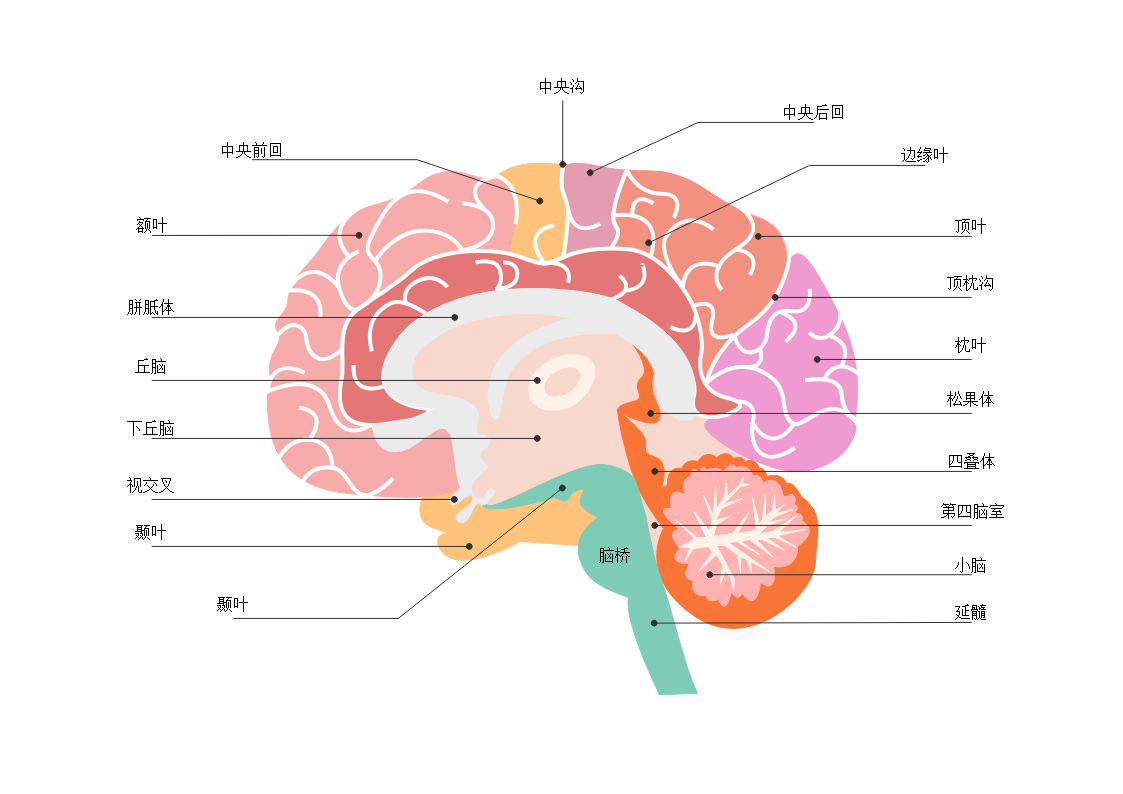 中央沟
中央后回
中央前回
边缘叶
额叶
顶叶
顶枕沟
胼胝体
枕叶
丘脑
松果体
下丘脑
四叠体
视交叉
第四脑室
颞叶
脑桥
小脑
颞叶
延髓